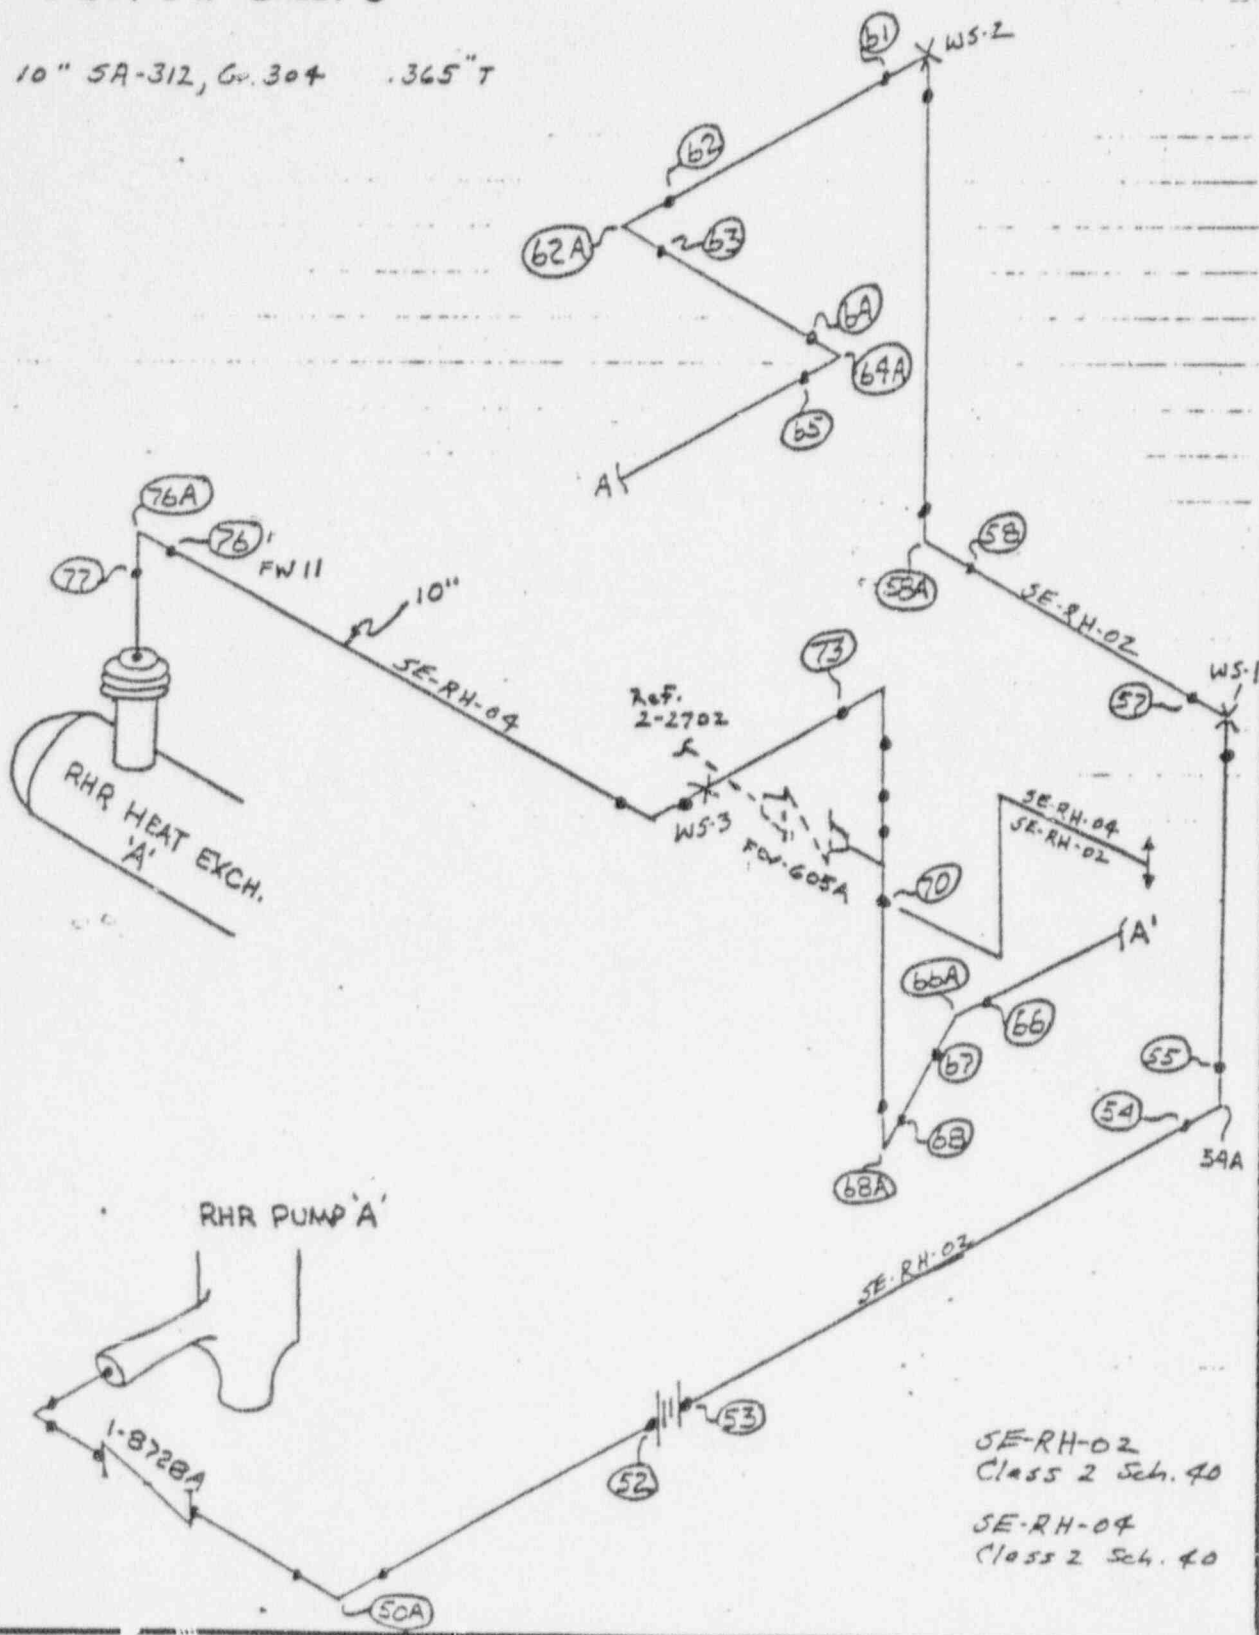 10" SA-312, Gr. 304 .365"T
61
WS-2
62
62A
63
64
64A
65
A
76A
76
FW 11
77
10"
SE-RH-04
58
58A
SE-RH-02
WS-1
57
73
Ref.
2-2702
WS-3
FCV-605A
RHR HEAT EXCH.
'A'
SE-RH-04
SE-RH-02
70
A'
66A
66
67
55
54
68
54A
68A
RHR PUMP 'A'
SE-RH-02
1-8728A
53
52
50A
SE-RH-02
Class 2 Sch. 40
SE-RH-04
Class 2 Sch. 40